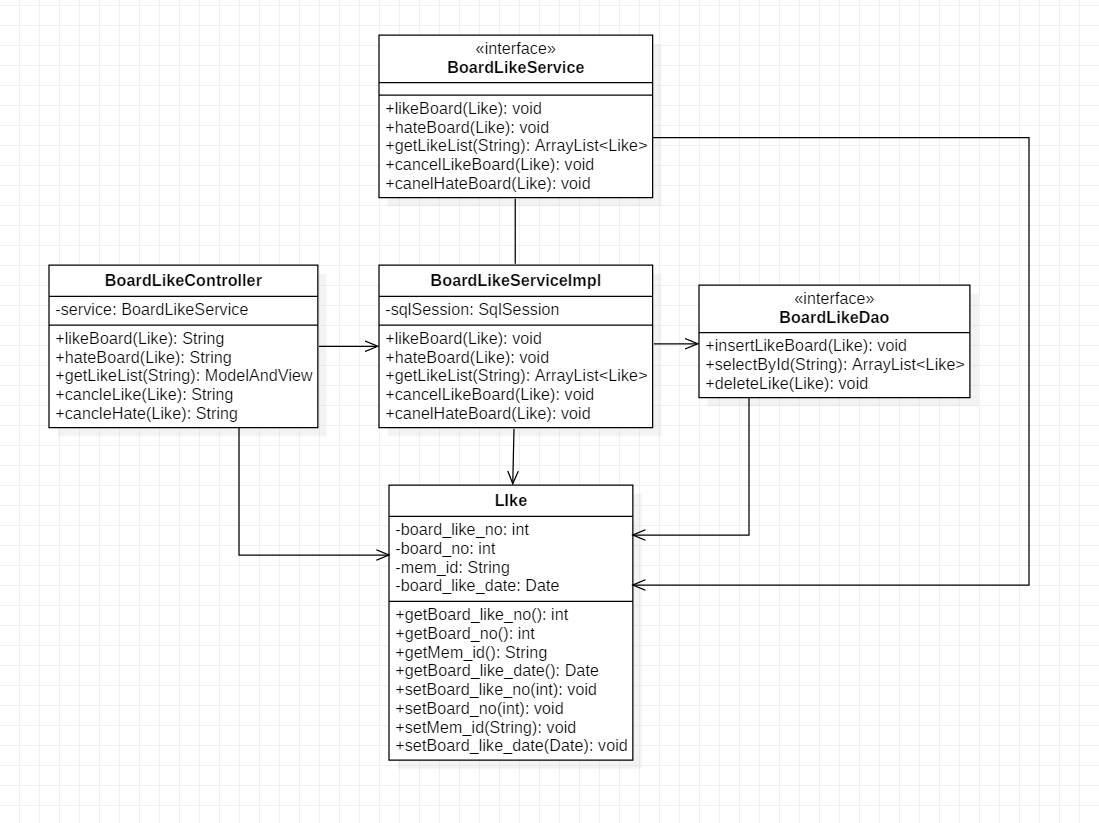 «interface»
BoardLikeService
+likeBoard(Like): void
+hateBoard(Like): void
+getLikeList(String): ArrayList<Like>
+cancelLikeBoard(Like): void
+canelHateBoard(Like): void
BoardLikeController
-service: BoardLikeService
+likeBoard(Like): String
+hateBoard(Like): String
+getLikeList(String): ModelAndView
+cancleLike(Like): String
+cancleHate(Like): String
BoardLikeServiceImpl
-sqlSession: SqlSession
+likeBoard(Like): void
+hateBoard(Like): void
+getLikeList(String): ArrayList<Like>
+cancelLikeBoard(Like): void
+canelHateBoard(Like): void
«interface»
BoardLikeDao
+insertLikeBoard(Like): void
+selectById(String): ArrayList<Like>
+deleteLike(Like): void
LIke
-board_like_no: int
-board_no: int
-mem_id: String
-board_like_date: Date
+getBoard_like_no(): int
+getBoard_no(): int
+getMem_id(): String
+getBoard_like_date(): Date
+setBoard_like_no(int): void
+setBoard_no(int): void
+setMem_id(String): void
+setBoard_like_date(Date): void